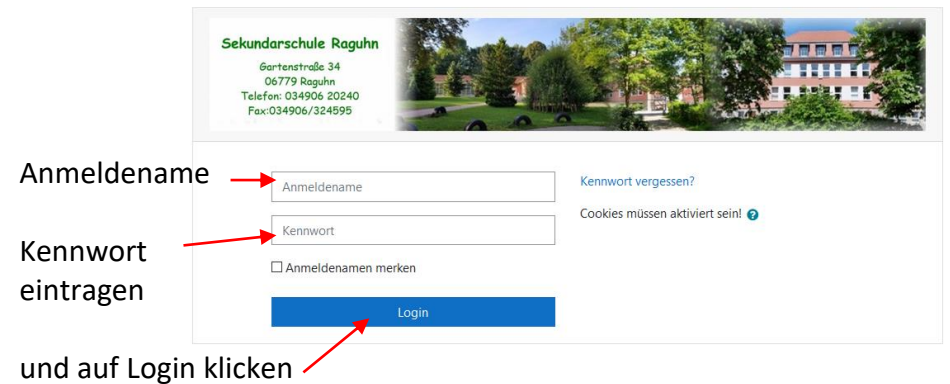 Sekundarschule Raguhn
Gartenstraße 34
06779 Raguhn
Telefon: 034906 20240
Fax:034906/324595
Anmeldename
Anmeldename
Kennwort vergessen?
Cookies müssen aktiviert sein!
Kennwort
eintragen
Kennwort
Anmeldenamen merken
Login
und auf Login klicken